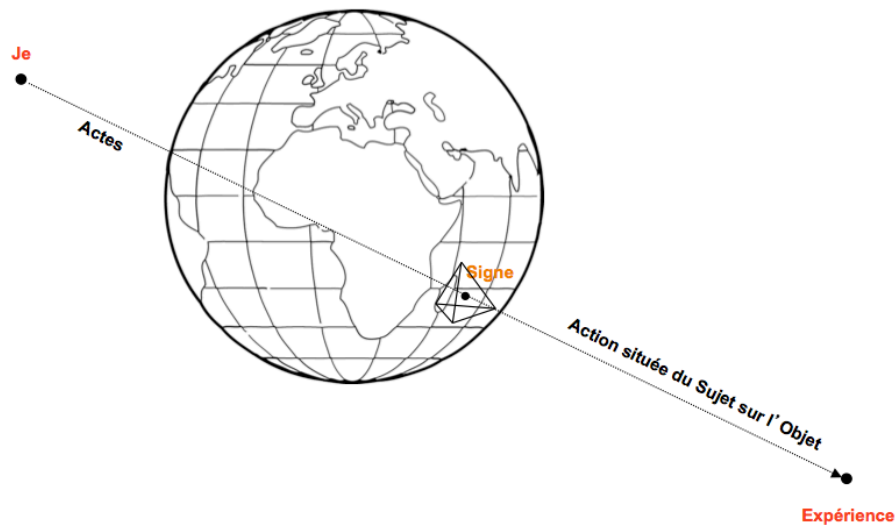 Je
Actes
Signe
Action située du Sujet sur l'Objet
Expérience